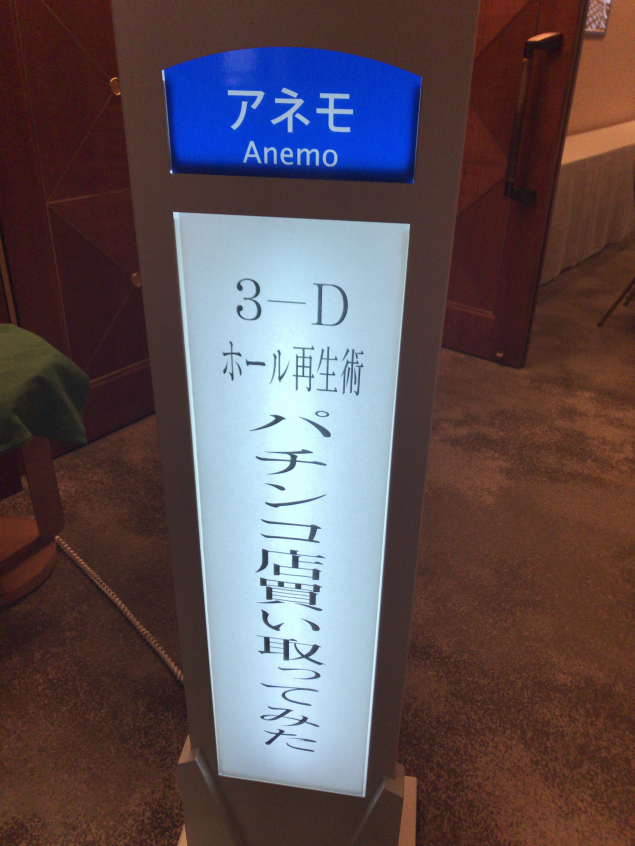 アネモ
Anemo
3－D
ホール再生術
パチンコ店買い取ってみた